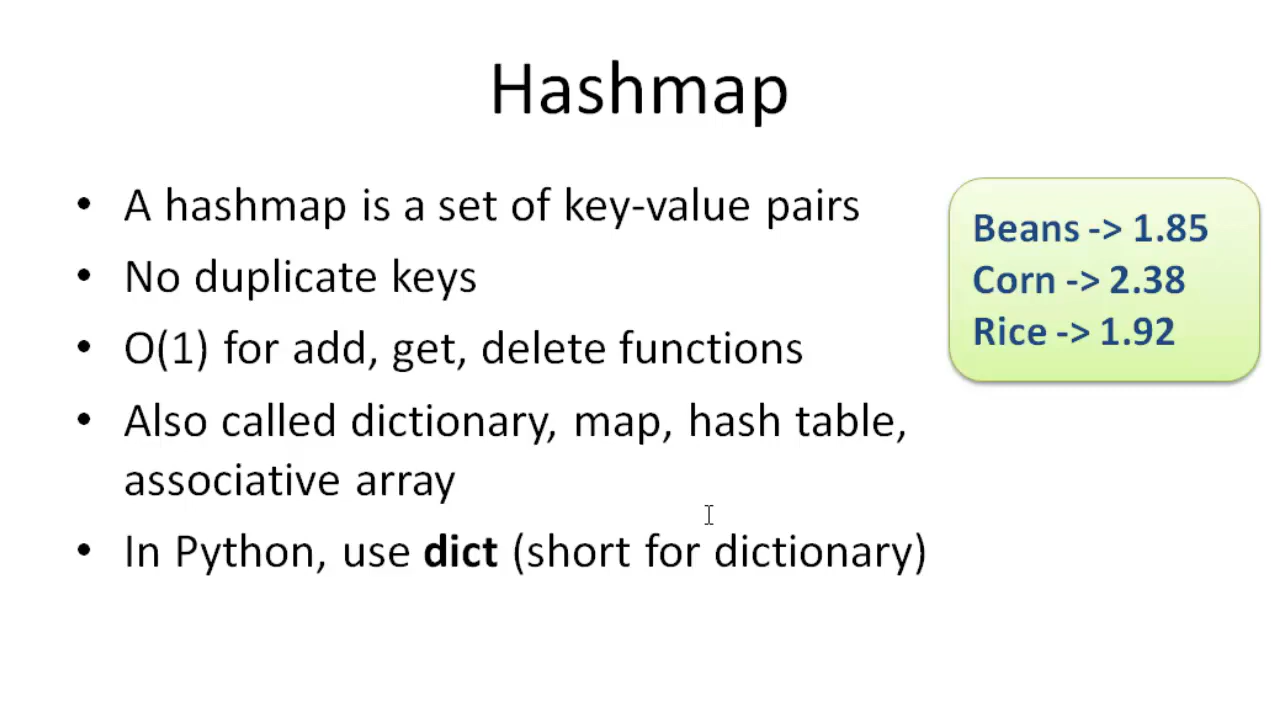 Hashmap
• A hashmap is a set of key-value pairs
• No duplicate keys
• O(1) for add, get, delete functions
• Also called dictionary, map, hash table,
associative array
• In Python, use dict (short for dictionary)
Beans -> 1.85
Corn -> 2.38
Rice -> 1.92